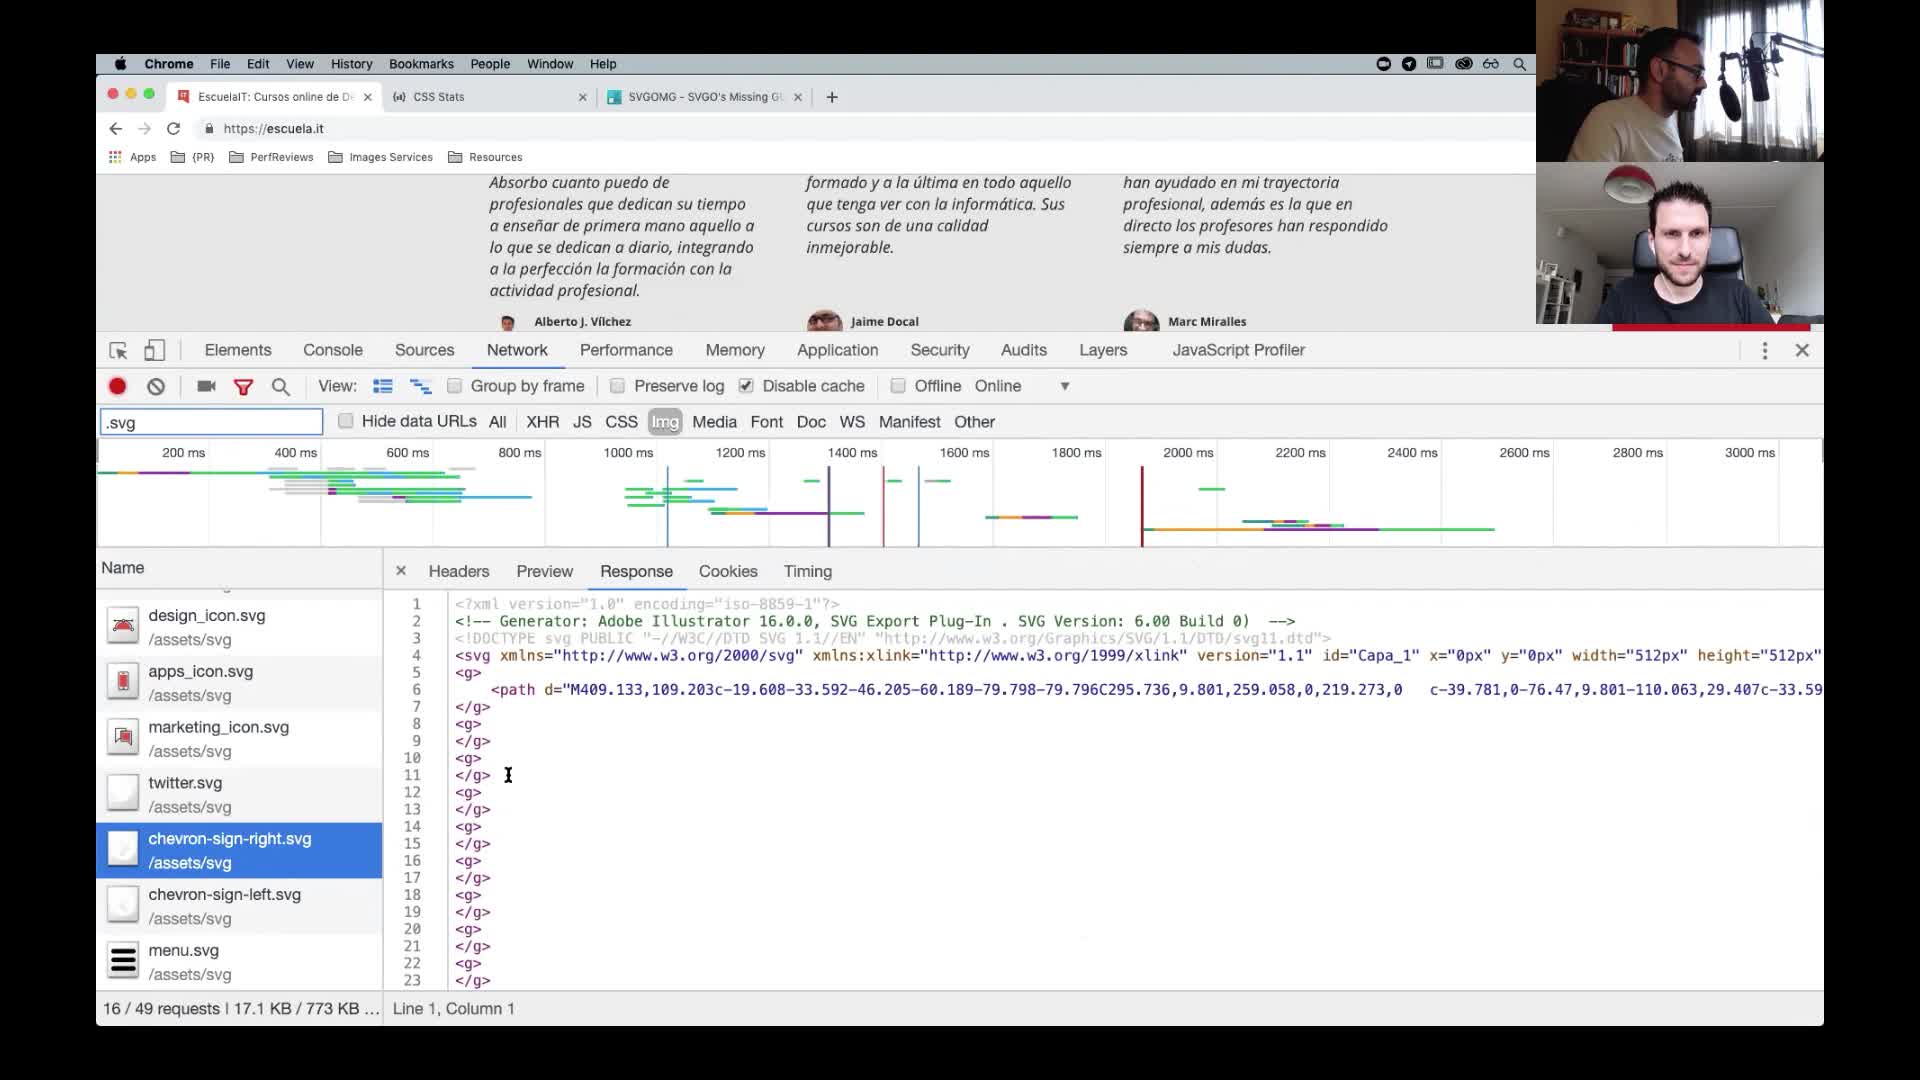 Chrome File Edit View History Bookmarks People Window Help
EscuelaIT: Cursos online de De
{#} CSS Stats
SVGOMG - SVGO's Missing GU
https://escuela.it
Apps {PR} PerfReviews Images Services Resources
Absorbo cuanto puedo de
profesionales que dedican su tiempo
a enseñar de primera mano aquello a
lo que se dedican a diario, integrando
a la perfección la formación con la
actividad profesional.
Alberto J. Vílchez
formado y a la última en todo aquello
que tenga ver con la informática. Sus
cursos son de una calidad
inmejorable.
Jaime Docal
han ayudado en mi trayectoria
profesional, además es la que en
directo los profesores han respondido
siempre a mis dudas.
Marc Miralles
Elements Console Sources Network Performance Memory Application Security Audits Layers JavaScript Profiler
View: Group by frame Preserve log Disable cache Offline Online
.svg Hide data URLs All XHR JS CSS Img Media Font Doc WS Manifest Other
200 ms 400 ms 600 ms 800 ms 1000 ms 1200 ms 1400 ms 1600 ms 1800 ms 2000 ms 2200 ms 2400 ms 2600 ms 2800 ms 3000 ms
Name
design_icon.svg
/assets/svg
apps_icon.svg
/assets/svg
marketing_icon.svg
/assets/svg
twitter.svg
/assets/svg
chevron-sign-right.svg
/assets/svg
chevron-sign-left.svg
/assets/svg
menu.svg
/assets/svg
16 / 49 requests | 17.1 KB / 773 KB ...
Headers Preview Response Cookies Timing
1 <?xml version="1.0" encoding="iso-8859-1"?>
2 <!-- Generator: Adobe Illustrator 16.0.0, SVG Export Plug-In . SVG Version: 6.00 Build 0)  -->
3 <!DOCTYPE svg PUBLIC "-//W3C//DTD SVG 1.1//EN" "http://www.w3.org/Graphics/SVG/1.1/DTD/svg11.dtd">
4 <svg xmlns="http://www.w3.org/2000/svg" xmlns:xlink="http://www.w3.org/1999/xlink" version="1.1" id="Capa_1" x="0px" y="0px" width="512px" height="512px"
5 <g>
6 <path d="M409.133,109.203c-19.608-33.592-46.205-60.189-79.798-79.796C295.736,9.801,259.058,0,219.273,0 c-39.781,0-76.47,9.801-110.063,29.407c-33.59
7 </g>
8 <g>
9 </g>
10 <g>
11 </g>
12 <g>
13 </g>
14 <g>
15 </g>
16 <g>
17 </g>
18 <g>
19 </g>
20 <g>
21 </g>
22 <g>
23 </g>
Line 1, Column 1